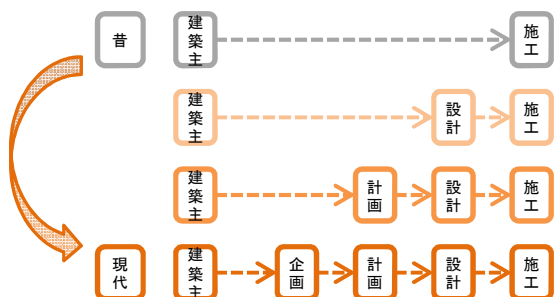 昔 建築主 施工
建築主 設計 施工
建築主 計画 設計 施工
現代 建築主 企画 計画 設計 施工